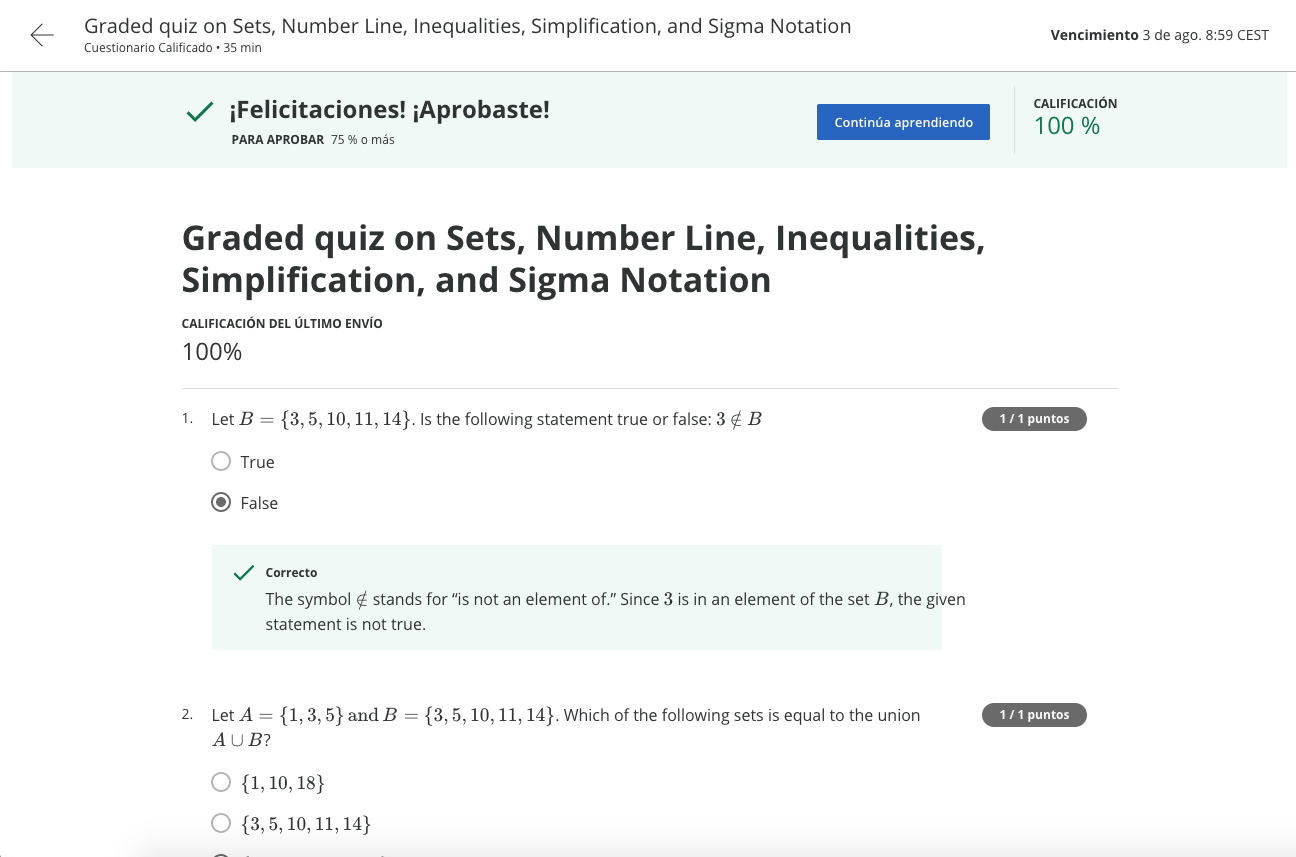 Graded quiz on Sets, Number Line, Inequalities, Simplification, and Sigma Notation
Cuestionario Calificado • 35 min
Vencimiento 3 de ago. 8:59 CEST
¡Felicitaciones! ¡Aprobaste!
PARA APROBAR 75 % o más
Continúa aprendiendo
CALIFICACIÓN
100 %
Graded quiz on Sets, Number Line, Inequalities,
Simplification, and Sigma Notation
CALIFICACIÓN DEL ÚLTIMO ENVÍO
100%
1. Let B = {3, 5, 10, 11, 14}. Is the following statement true or false: 3 ∉ B
1 / 1 puntos
True
False
Correcto
The symbol ∉ stands for “is not an element of.” Since 3 is in an element of the set B, the given
statement is not true.
2. Let A = {1, 3, 5} and B = {3, 5, 10, 11, 14}. Which of the following sets is equal to the union
A ∪ B?
1 / 1 puntos
{1, 10, 18}
{3, 5, 10, 11, 14}